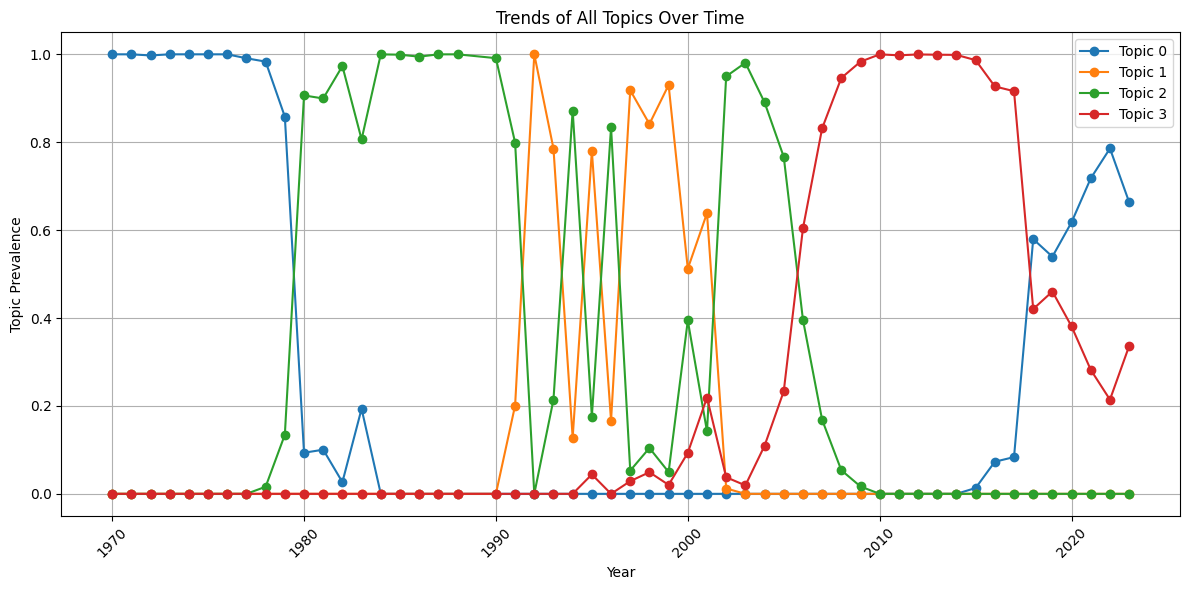 Trends of All Topics Over Time
Topic 0
Topic 1
Topic 2
Topic 3
1.0
0.8
0.6
0.4
0.2
0.0
Topic Prevalence
1970
1980
1990
2000
2010
2020
Year